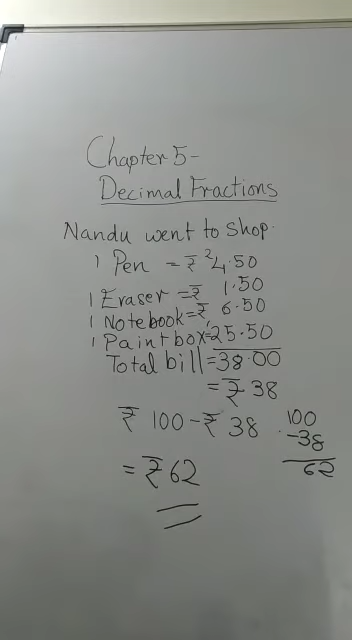 Chapter 5-
Decimal Fractions
Nandu went to Shop.
1 Pen = ₹ 4.50
1 Eraser = ₹ 1.50
1 Notebook = ₹ 6.50
1 Paintbox = 25.50
Total bill = 38.00
= ₹ 38
₹ 100 - ₹ 38
100
-38
62
= ₹ 62